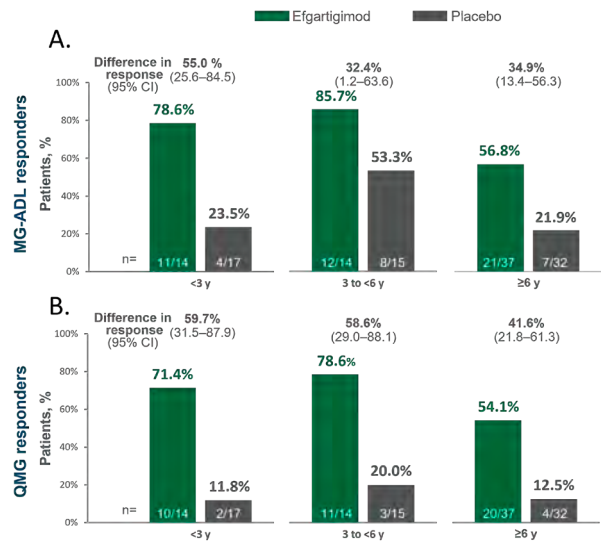 Efgartigimod Placebo
A.
Difference in 55.0 % 32.4% 34.9%
response (25.6–84.5) (1.2–63.6) (13.4–56.3)
(95% CI)
MG-ADL responders
Patients, %
100%
80%
60%
40%
20%
0%
78.6% 23.5% 85.7% 53.3% 56.8% 21.9%
n= 11/14 4/17 12/14 8/15 21/37 7/32
<3 y 3 to <6 y ≥6 y
B.
Difference in 59.7% 58.6% 41.6%
response (31.5–87.9) (29.0–88.1) (21.8–61.3)
(95% CI)
QMG responders
Patients, %
100%
80%
60%
40%
20%
0%
71.4% 11.8% 78.6% 20.0% 54.1% 12.5%
n= 10/14 2/17 11/14 3/15 20/37 4/32
<3 y 3 to <6 y ≥6 y